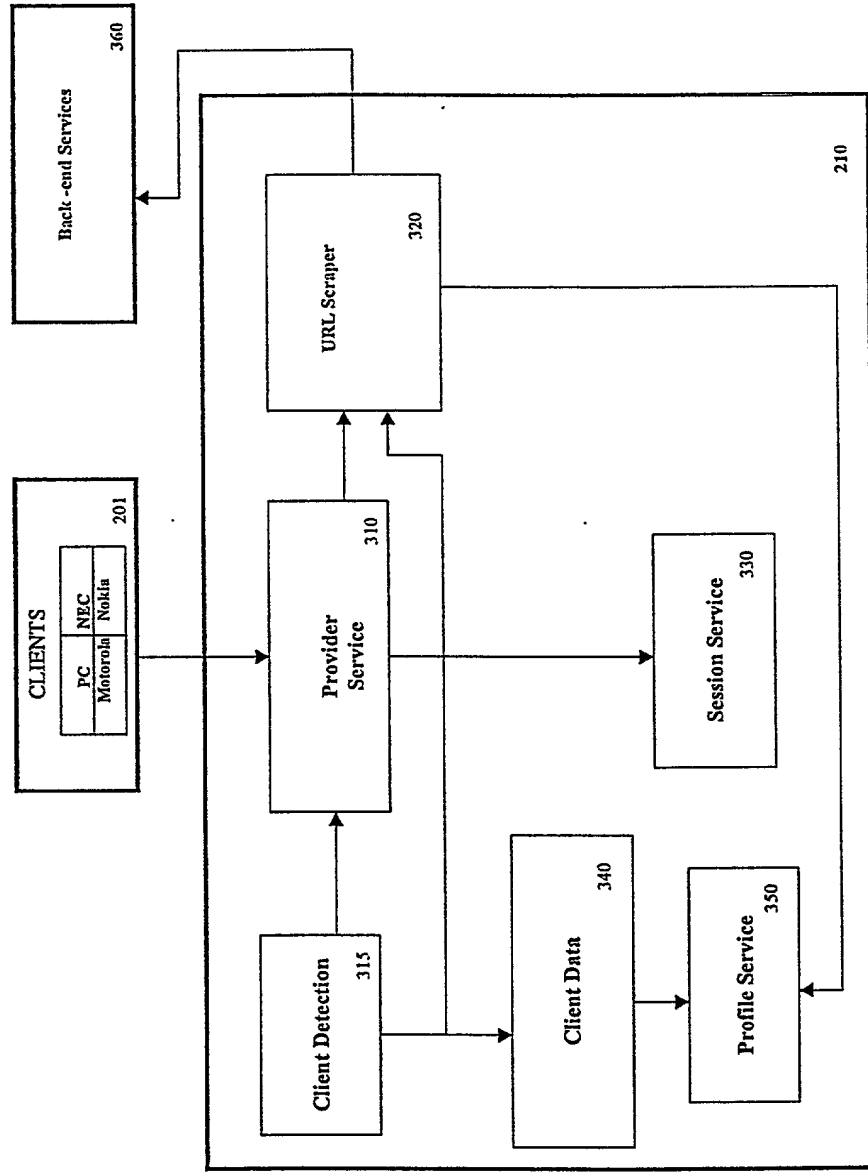 CLIENTS
PC NEC
Motorola Nokia
201
Back-end Services
360
Client Detection
315
Provider
Service
310
URL Scraper
320
Client Data
340
Session Service
330
Profile Service
350
210